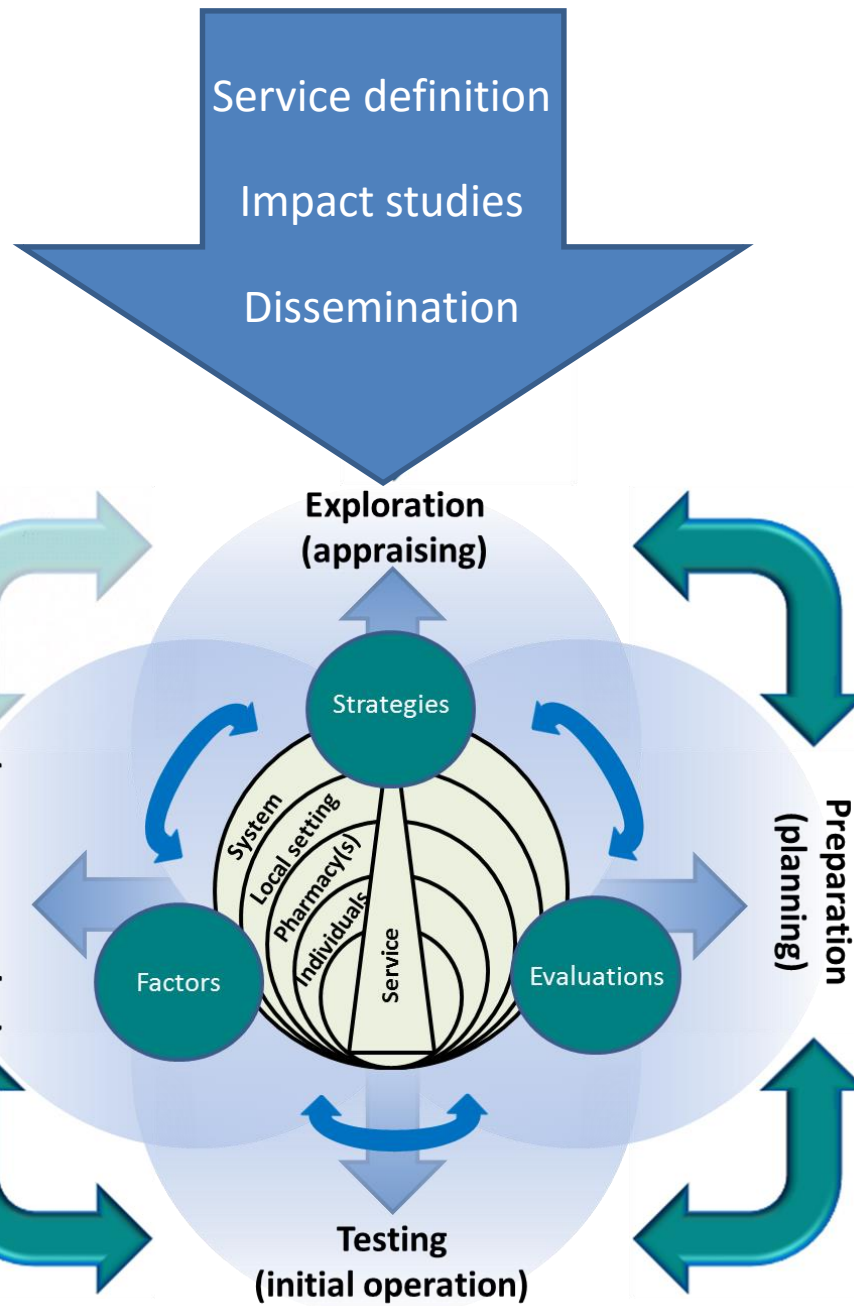 Service definition
Impact studies
Dissemination
Exploration
(appraising)
Strategies
System
Local setting
Pharmacy(s)
Individuals
Service
Factors
Evaluations
Preparation
(planning)
Testing
(initial operation)